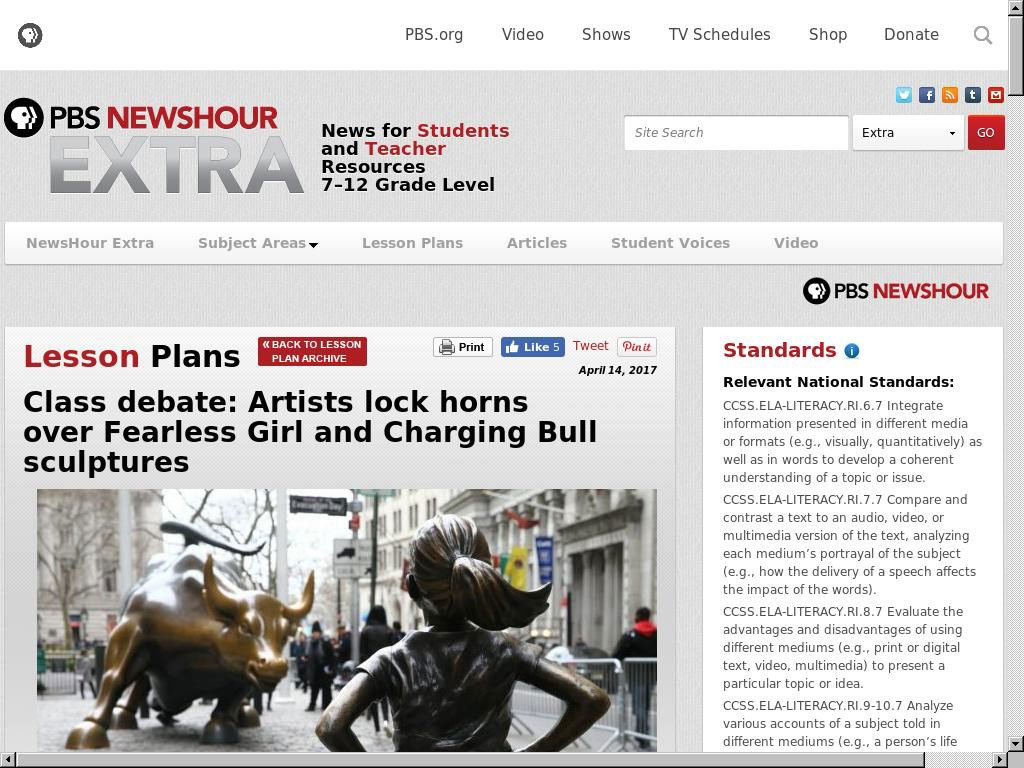 PBS.org Video Shows TV Schedules Shop Donate
PBS NEWSHOUR
EXTRA
News for Students
and Teacher
Resources
7–12 Grade Level
Site Search Extra GO
NewsHour Extra Subject Areas Lesson Plans Articles Student Voices Video
PBS NEWSHOUR
Lesson Plans
« BACK TO LESSON
PLAN ARCHIVE
Print Like 5 Tweet Pin it
April 14, 2017
Class debate: Artists lock horns
over Fearless Girl and Charging Bull
sculptures
Standards i
Relevant National Standards:
CCSS.ELA-LITERACY.RI.6.7 Integrate
information presented in different media
or formats (e.g., visually, quantitatively) as
well as in words to develop a coherent
understanding of a topic or issue.
CCSS.ELA-LITERACY.RI.7.7 Compare and
contrast a text to an audio, video, or
multimedia version of the text, analyzing
each medium’s portrayal of the subject
(e.g., how the delivery of a speech affects
the impact of the words).
CCSS.ELA-LITERACY.RI.8.7 Evaluate the
advantages and disadvantages of using
different mediums (e.g., print or digital
text, video, multimedia) to present a
particular topic or idea.
CCSS.ELA-LITERACY.RI.9-10.7 Analyze
various accounts of a subject told in
different mediums (e.g., a person’s life